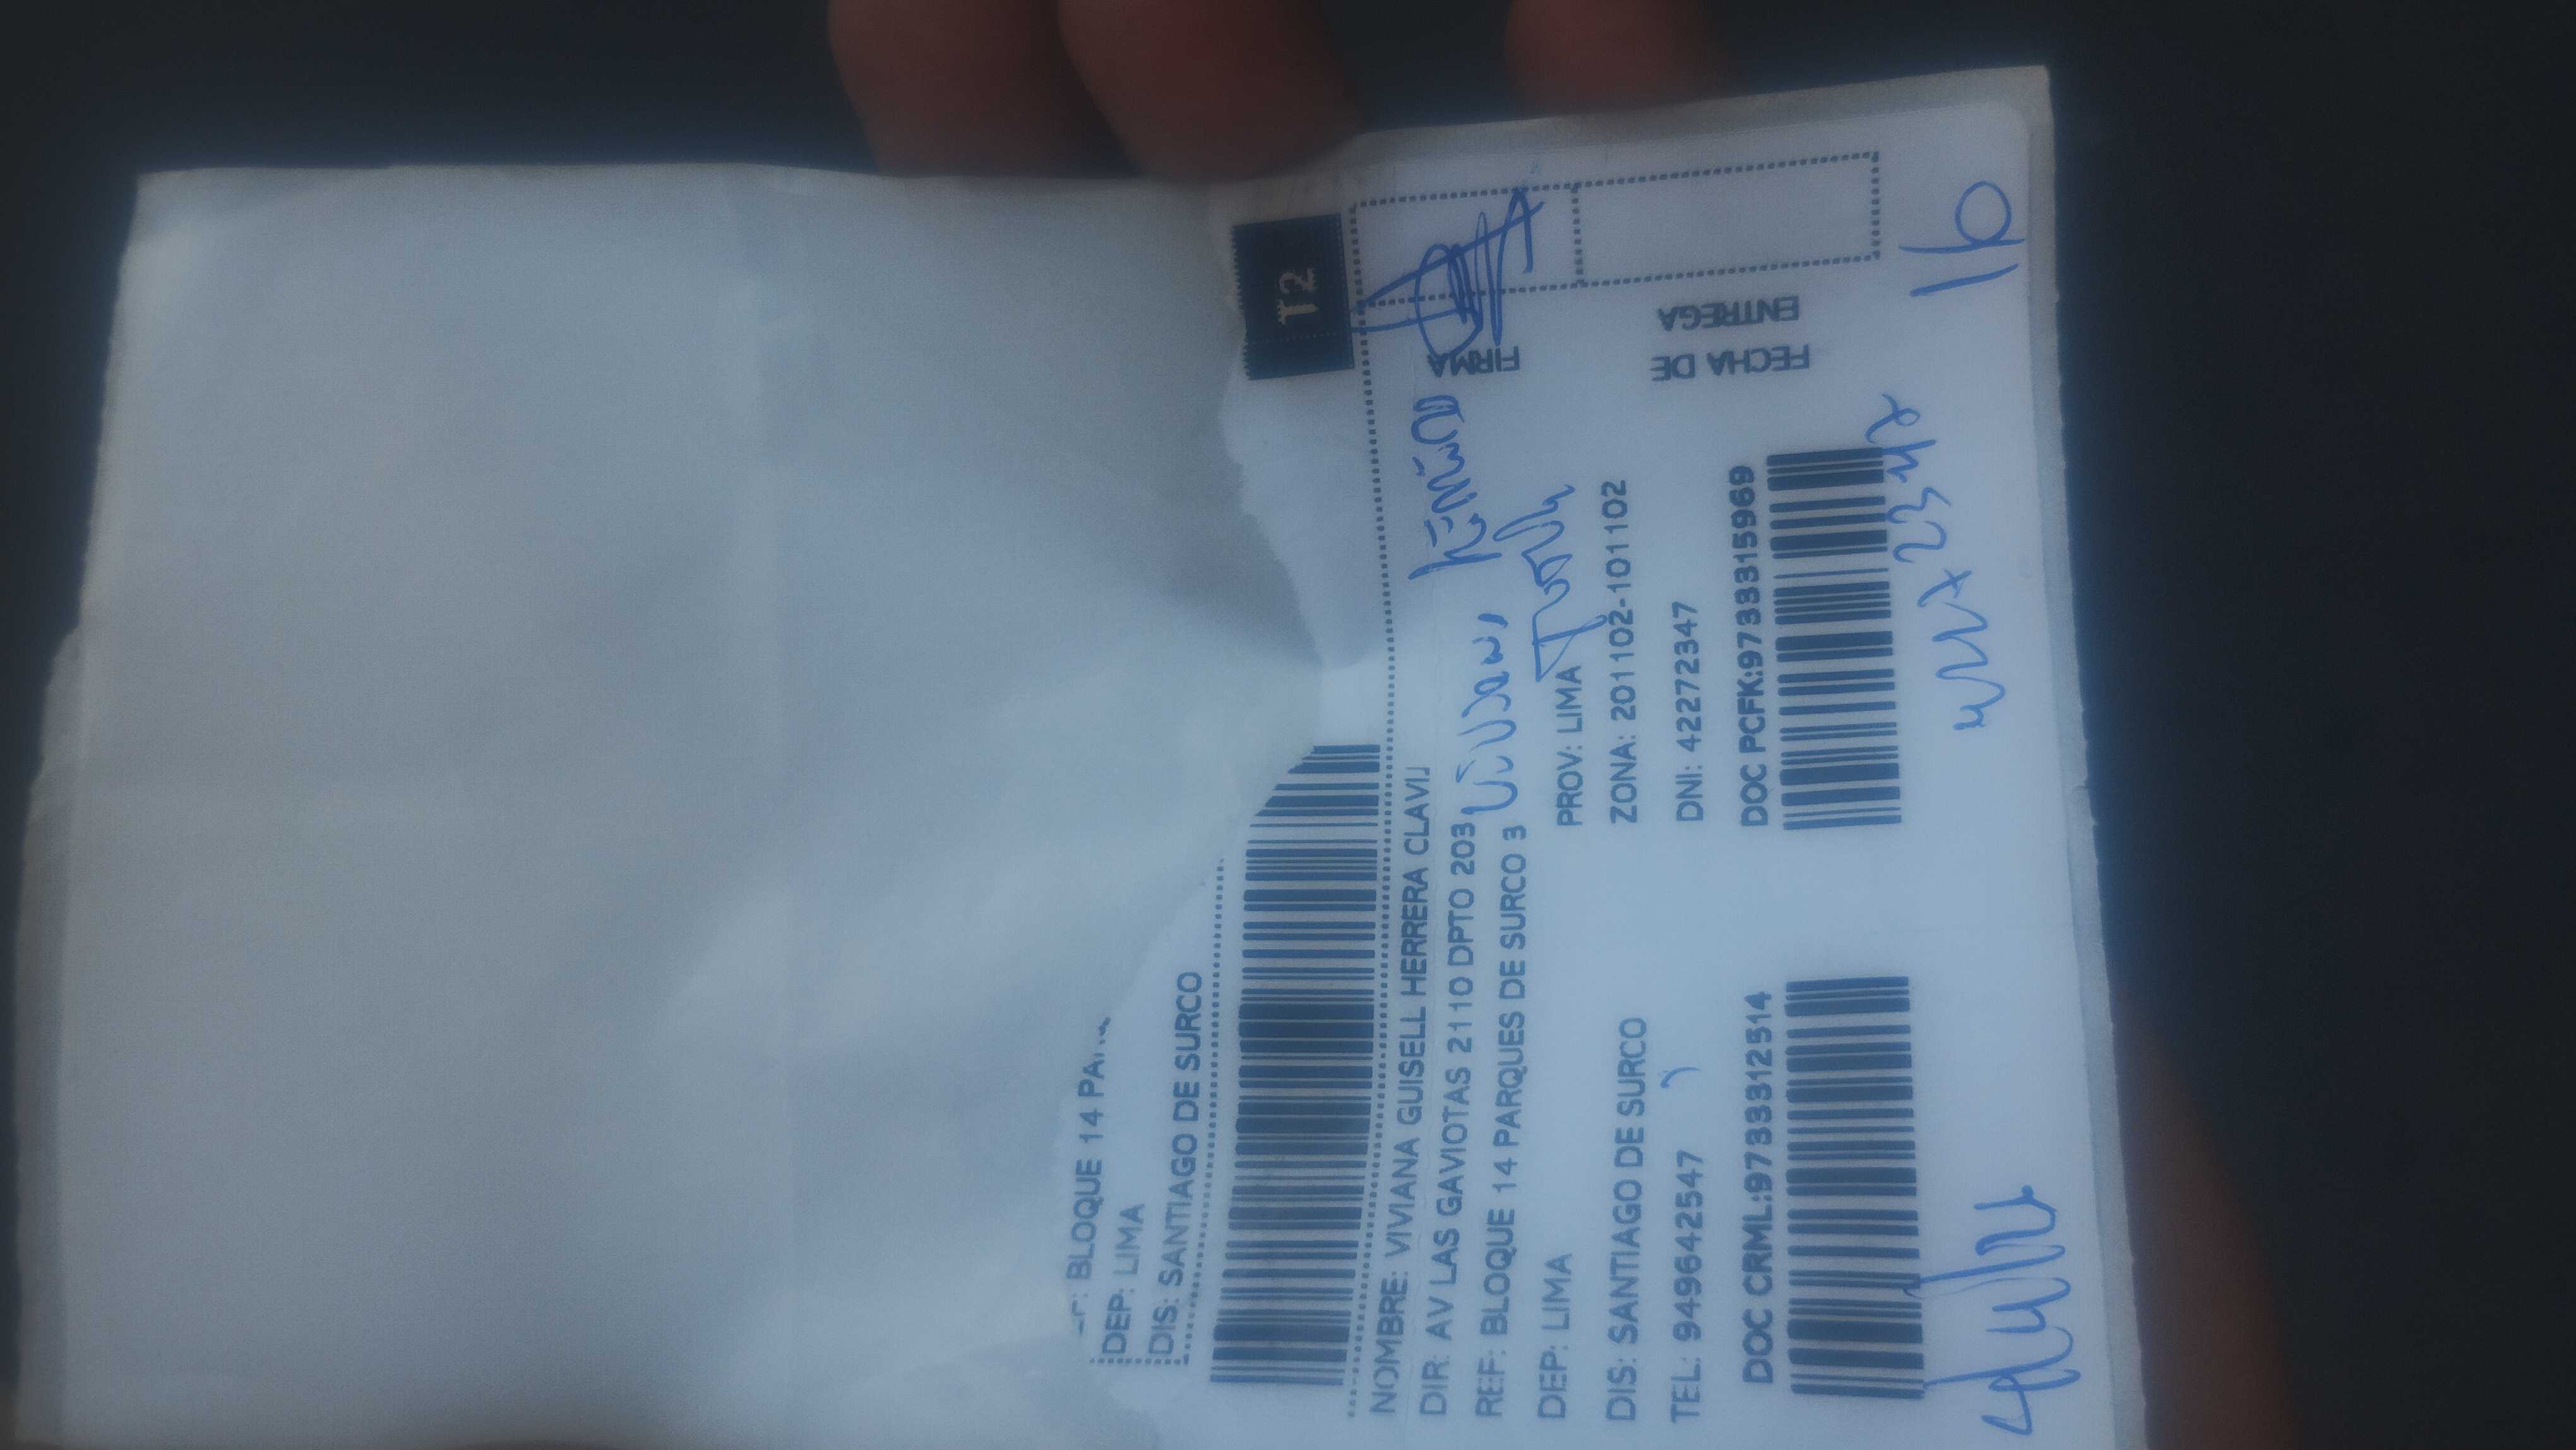 BLOQUE 14
DEP: LIMA
DIS: SANTIAGO DE SURCO
T2
NOMBRE: VIVIANA GUISELL HERRERA CLAVIJ
DIR: AV LAS GAVIOTAS 2110 DPTO 203,
REF: BLOQUE 14 PARQUES DE SURCO 3
DEP: LIMA PROV: LIMA
DIS: SANTIAGO DE SURCO ZONA: 201102-101102
TEL: 949642547 DNI: 42272347
DOC CRML:9733312514 DOC PCFK:9733315969
FIRMA
FECHA DE
ENTREGA
Viviana
16